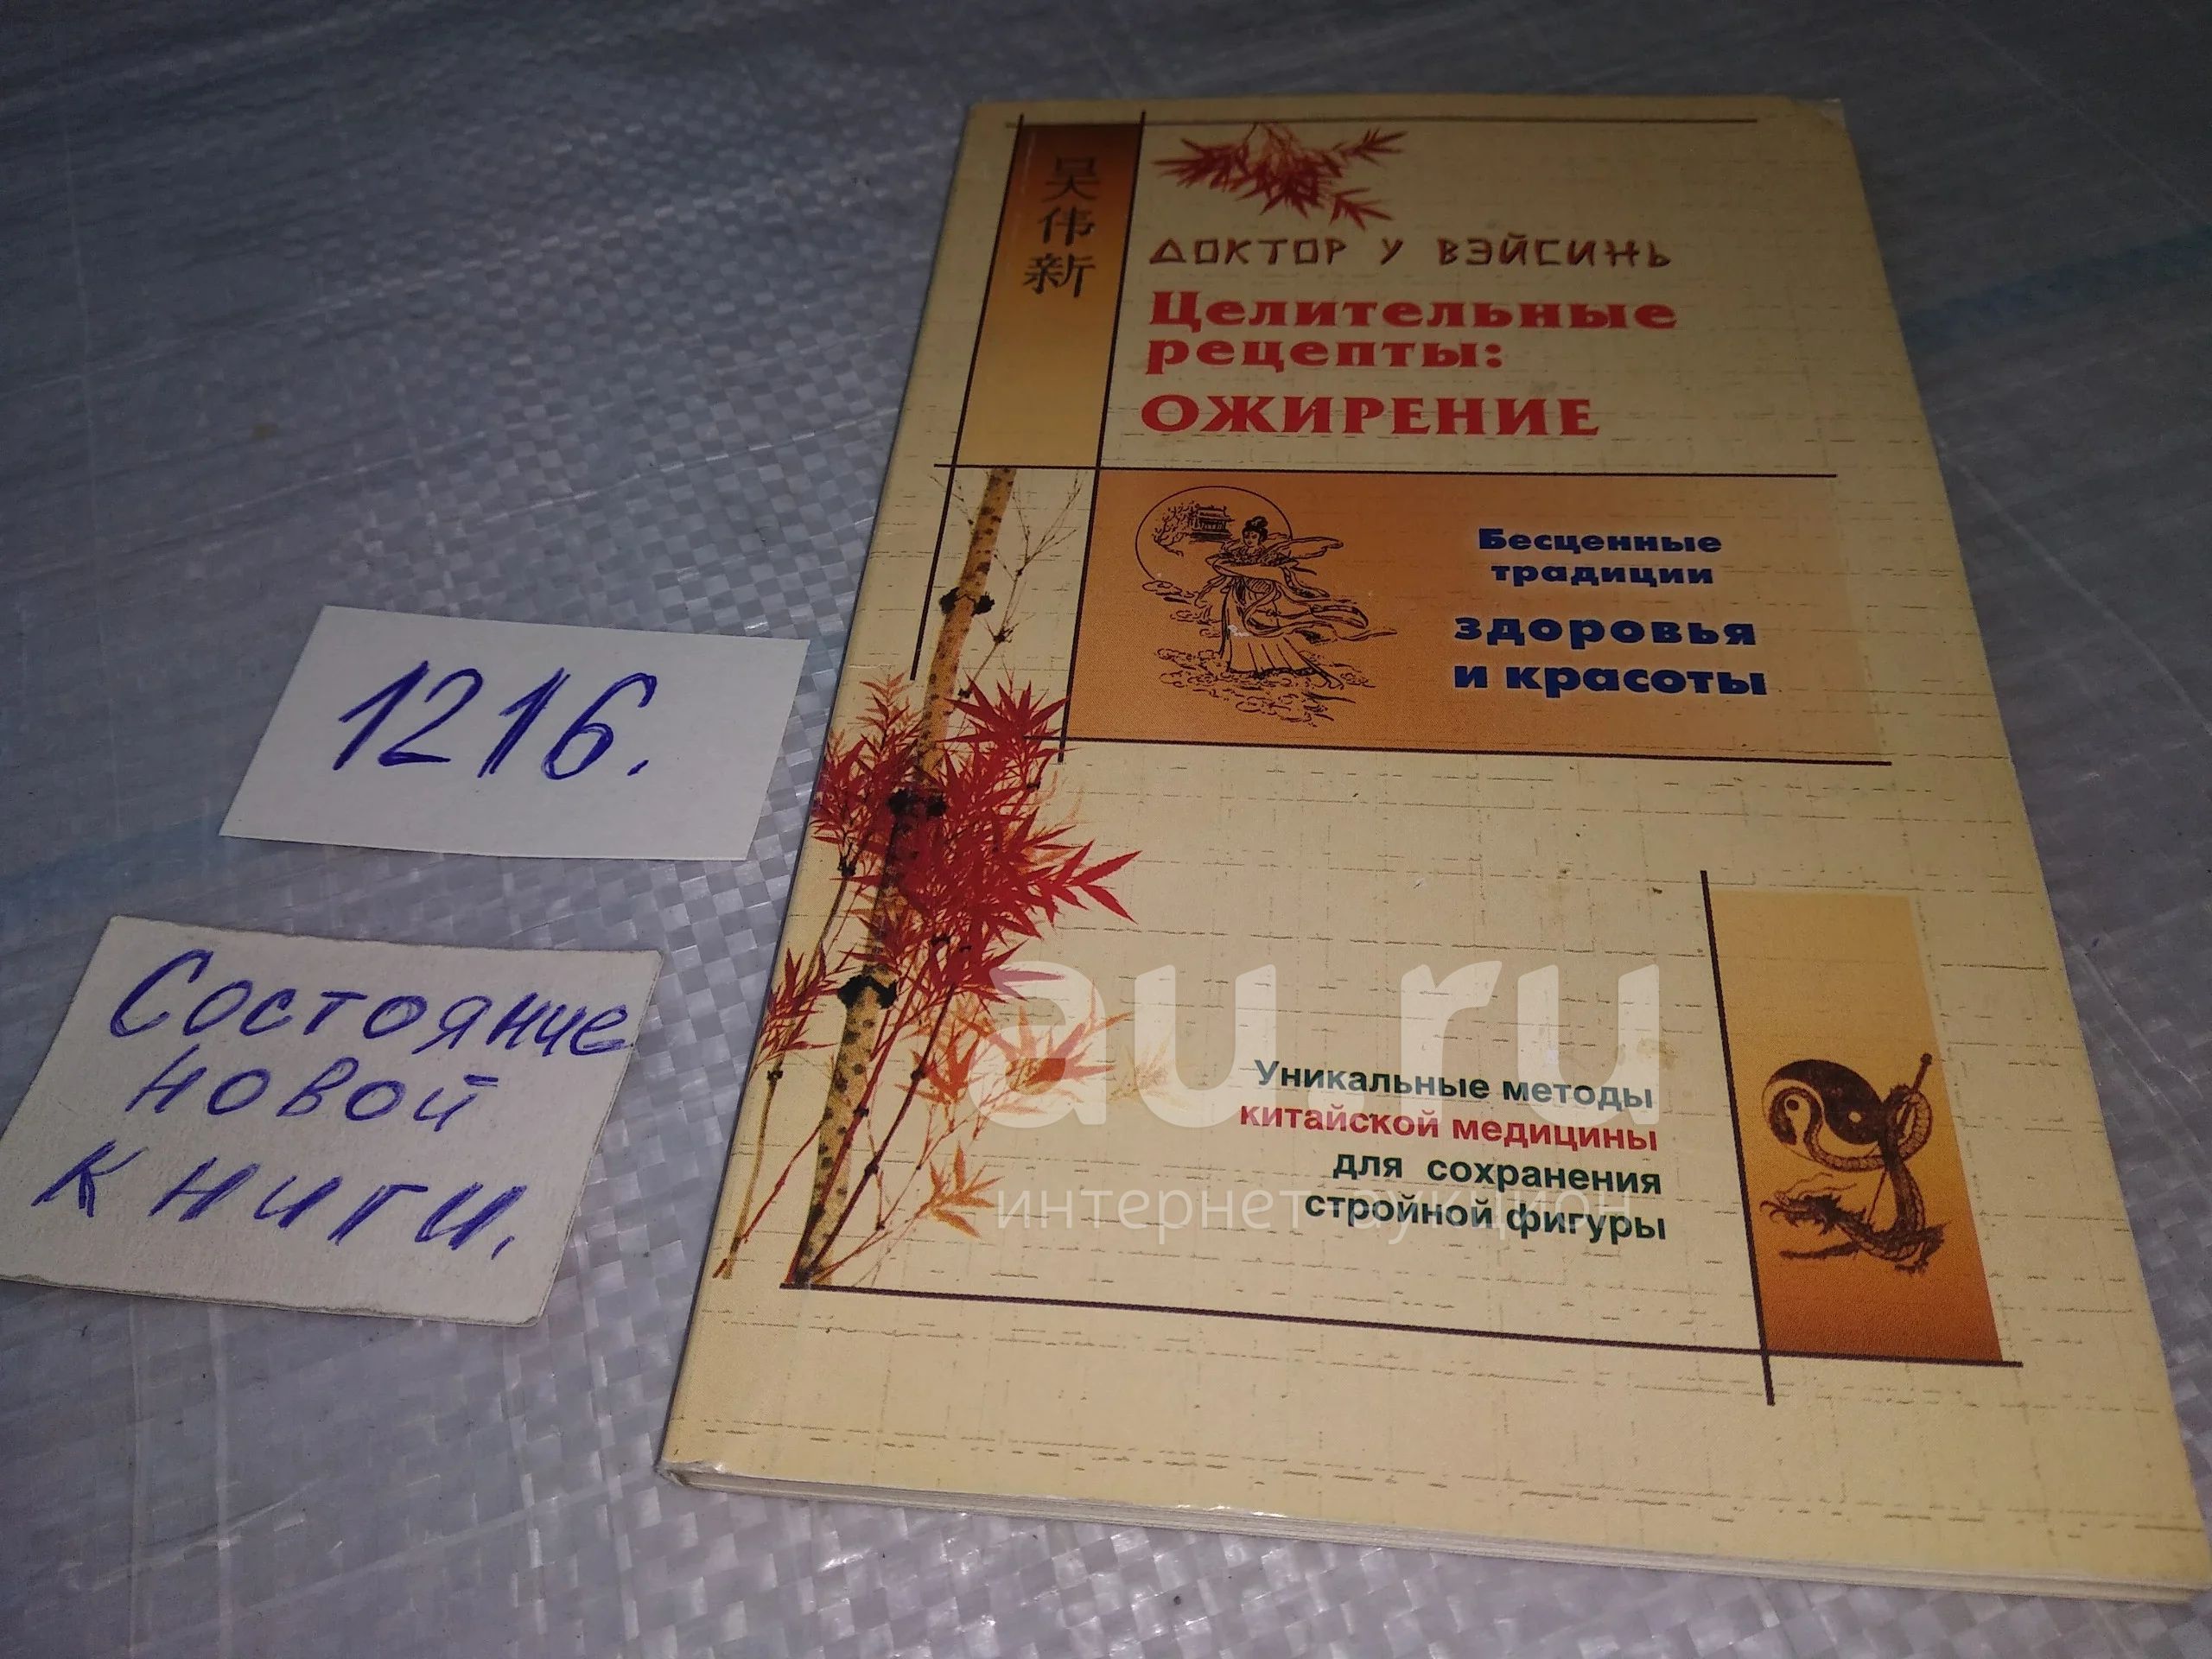 1216.
Состояние
новой
книги.
吴伟新
ДОКТОР У ВЭЙСИНЬ
Целительные
рецепты:
ОЖИРЕНИЕ
Бесценные
традиции
здоровья
и красоты
Уникальные методы
китайской медицины
для сохранения
стройной фигуры
au.ru
интернет аукцион